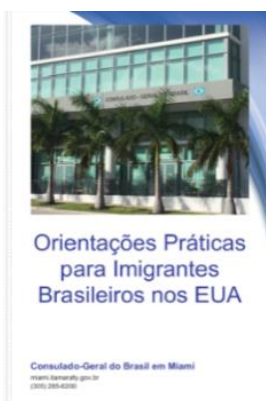 CONSULADO-GERAL DO BRASIL
Orientações Práticas
para Imigrantes
Brasileiros nos EUA
Consulado-Geral do Brasil em Miami
miami.itamaraty.gov.br
(305) 285-6200